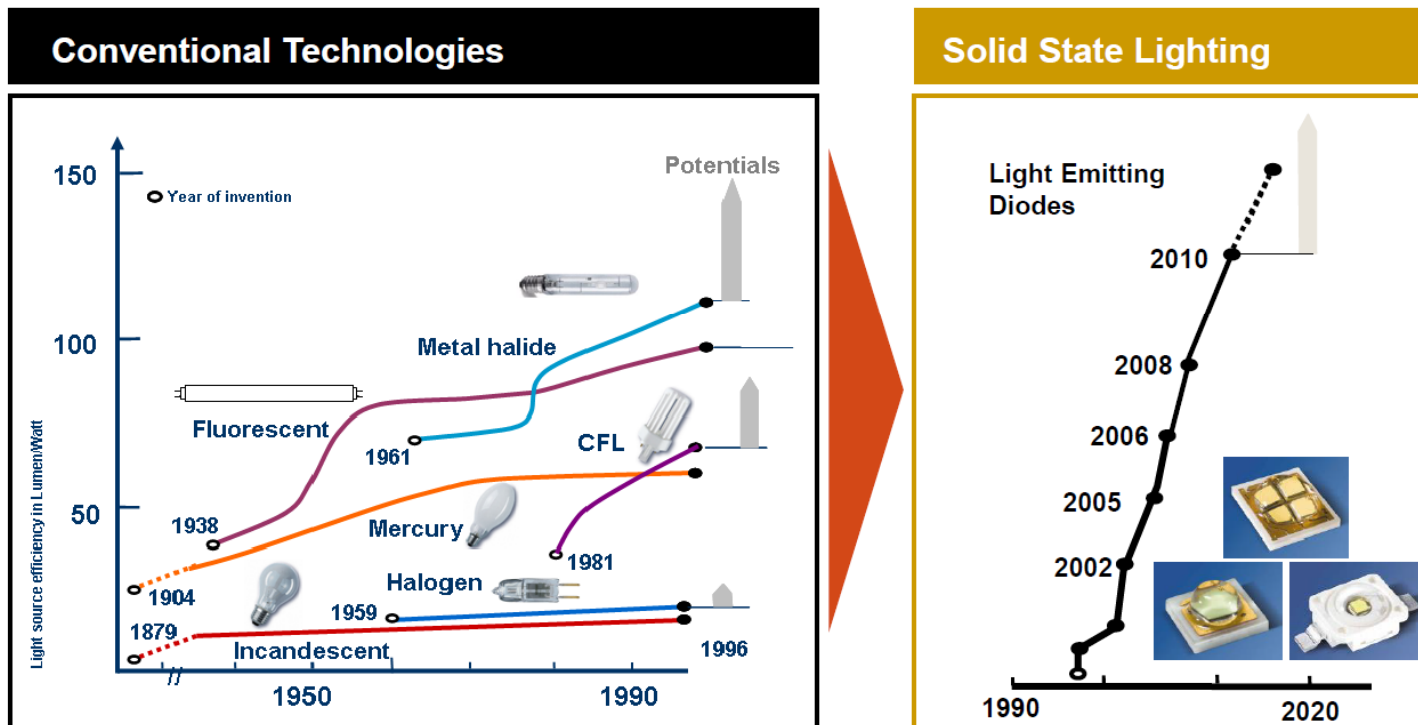 Conventional Technologies
Solid State Lighting
150
100
50
Light source efficiency in Lumen/Watt
Year of invention
Potentials
Metal halide
Fluorescent
1961
CFL
1938
Mercury
1981
Halogen
1904
1959
1879
Incandescent
1996
//
1950
1990
Light Emitting
Diodes
2010
2008
2006
2005
2002
1990
2020